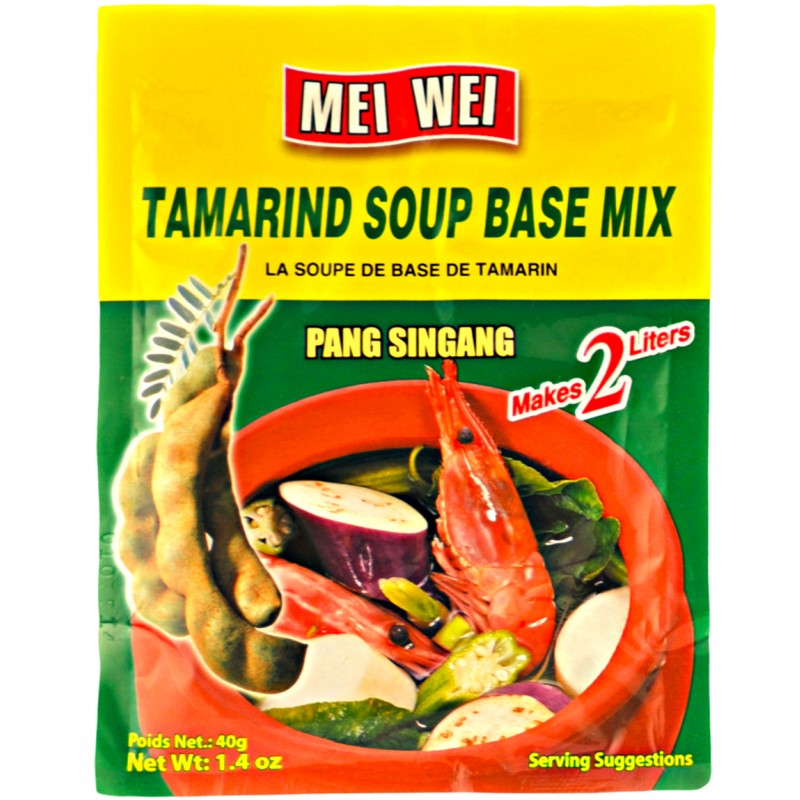 MEI WEI
TAMARIND SOUP BASE MIX
LA SOUPE DE BASE DE TAMARIN
PANG SINGANG
Makes 2 Liters
Poids Net.: 40g
Net Wt: 1.4 oz
Serving Suggestions